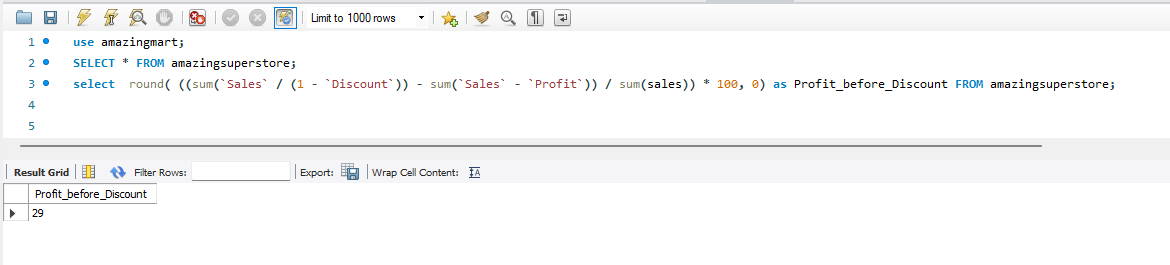 Limit to 1000 rows
1 use amazingmart;
2 SELECT * FROM amazingsuperstore;
3 select  round( ((sum(`Sales` / (1 - `Discount`)) - sum(`Sales` - `Profit`)) / sum(sales)) * 100, 0) as Profit_before_Discount FROM amazingsuperstore;
4
5
Result Grid Filter Rows: Export: Wrap Cell Content:
Profit_before_Discount
29